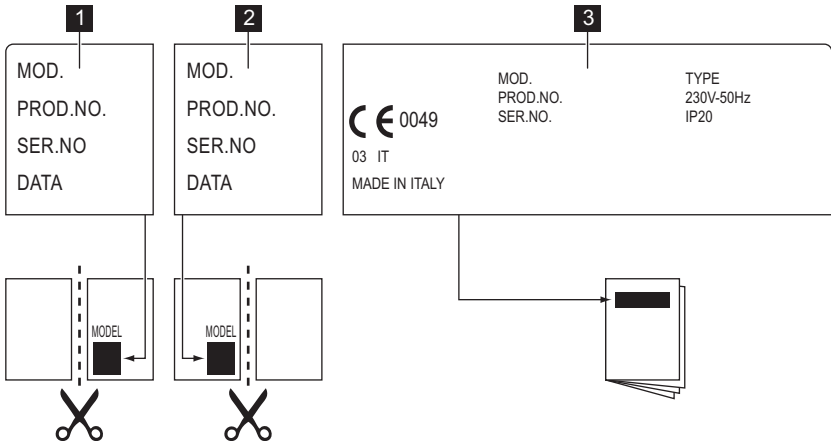 1
2
3
MOD.
PROD.NO.
SER.NO
DATA
MOD.
PROD.NO.
SER.NO
DATA
MOD.
PROD.NO.
SER.NO.
TYPE
230V-50Hz
IP20
CE 0049
03 IT
MADE IN ITALY
MODEL
MODEL